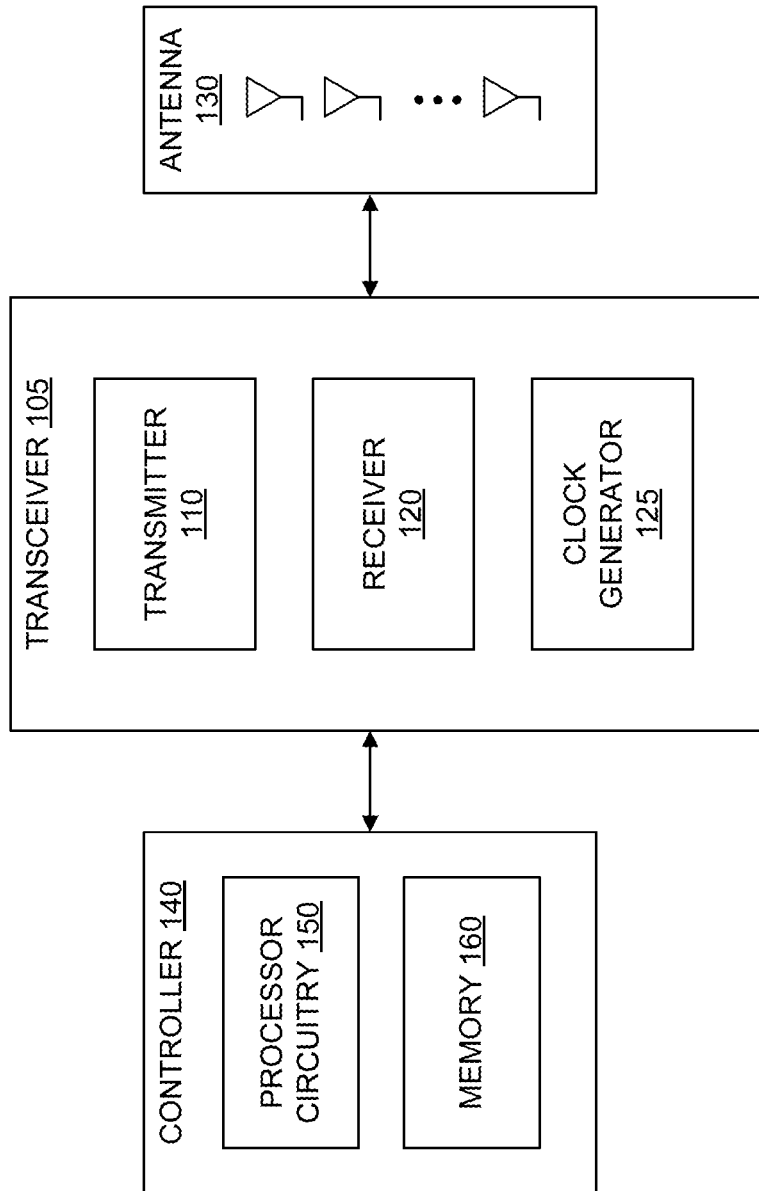 CONTROLLER 140
PROCESSOR
CIRCUITRY 150
MEMORY 160
TRANSCEIVER 105
TRANSMITTER
110
RECEIVER
120
CLOCK
GENERATOR
125
ANTENNA
130